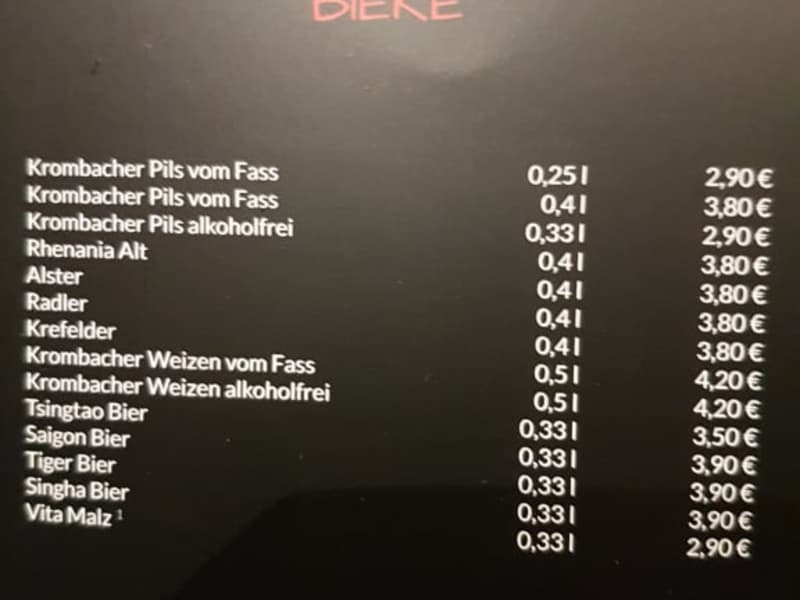 BIERE
Krombacher Pils vom Fass 0,25 l 2,90 €
Krombacher Pils vom Fass 0,4 l 3,80 €
Krombacher Pils alkoholfrei 0,33 l 2,90 €
Rhenania Alt 0,4 l 3,80 €
Alster 0,4 l 3,80 €
Radler 0,4 l 3,80 €
Krefelder 0,4 l 3,80 €
Krombacher Weizen vom Fass 0,5 l 4,20 €
Krombacher Weizen alkoholfrei 0,5 l 4,20 €
Tsingtao Bier 0,33 l 3,50 €
Saigon Bier 0,33 l 3,90 €
Tiger Bier 0,33 l 3,90 €
Singha Bier 0,33 l 3,90 €
Vita Malz ¹ 0,33 l 2,90 €